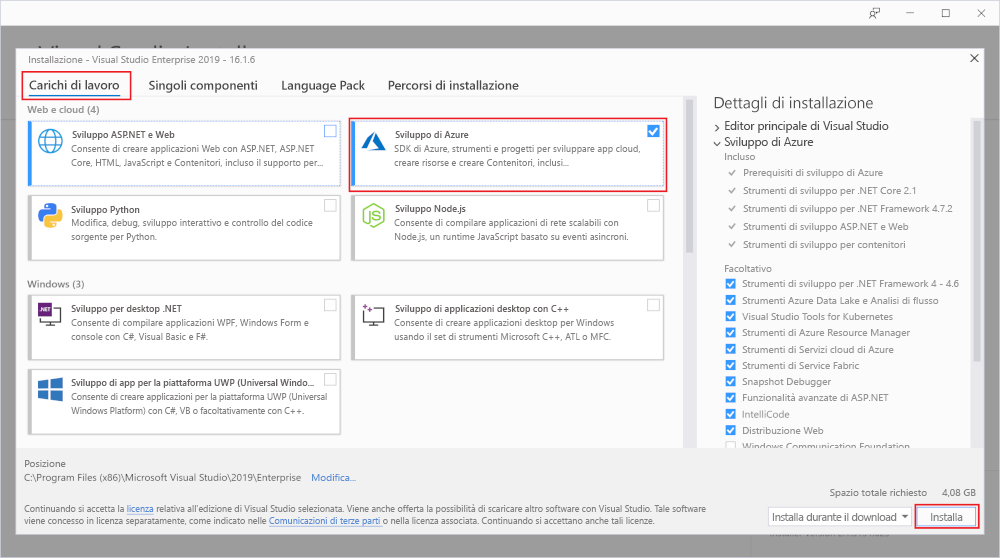 Installazione - Visual Studio Enterprise 2019 - 16.1.6
Carichi di lavoro
Singoli componenti
Language Pack
Percorsi di installazione
Web e cloud (4)
Sviluppo ASP.NET e Web
Consente di creare applicazioni Web con ASP.NET, ASP.NET
Core, HTML, JavaScript e Contenitori, incluso il supporto per...
Sviluppo di Azure
SDK di Azure, strumenti e progetti per sviluppare app cloud,
creare risorse e creare Contenitori, inclusi...
Sviluppo Python
Modifica, debug, sviluppo interattivo e controllo del codice
sorgente per Python.
Sviluppo Node.js
Consente di compilare applicazioni di rete scalabili con
Node.js, un runtime JavaScript basato su eventi asincroni.
Windows (3)
.NET
Sviluppo per desktop .NET
Consente di compilare applicazioni WPF, Windows Form e
console con C#, Visual Basic e F#.
Sviluppo di applicazioni desktop con C++
Consente di creare applicazioni desktop per Windows
usando il set di strumenti Microsoft C++, ATL o MFC.
Sviluppo di app per la piattaforma UWP (Universal Windo...
Consente di creare applicazioni per la piattaforma UWP (Universal
Windows Platform) con C#, VB o facoltativamente con C++.
Dettagli di installazione
Editor principale di Visual Studio
Sviluppo di Azure
Incluso
Prerequisiti di sviluppo di Azure
Strumenti di sviluppo per .NET Core 2.1
Strumenti di sviluppo per .NET Framework 4.7.2
Strumenti di sviluppo ASP.NET e Web
Strumenti di sviluppo per contenitori
Facoltativo
Strumenti di sviluppo per .NET Framework 4 - 4.6
Strumenti Azure Data Lake e Analisi di flusso
Visual Studio Tools for Kubernetes
Strumenti di Azure Resource Manager
Strumenti di Servizi cloud di Azure
Strumenti di Service Fabric
Snapshot Debugger
Funzionalità avanzate di ASP.NET
IntelliCode
Distribuzione Web
Windows Communication Foundation
Posizione
C:\Program Files (x86)\Microsoft Visual Studio\2019\Enterprise Modifica...
Spazio totale richiesto 4,08 GB
Continuando si accetta la licenza relativa all'edizione di Visual Studio selezionata. Viene anche offerta la possibilità di scaricare altro software con Visual Studio. Tale software
viene concesso in licenza separatamente, come indicato nelle Comunicazioni di terze parti o nella licenza associata. Continuando si accettano anche tali licenze.
Installa durante il download
Installa